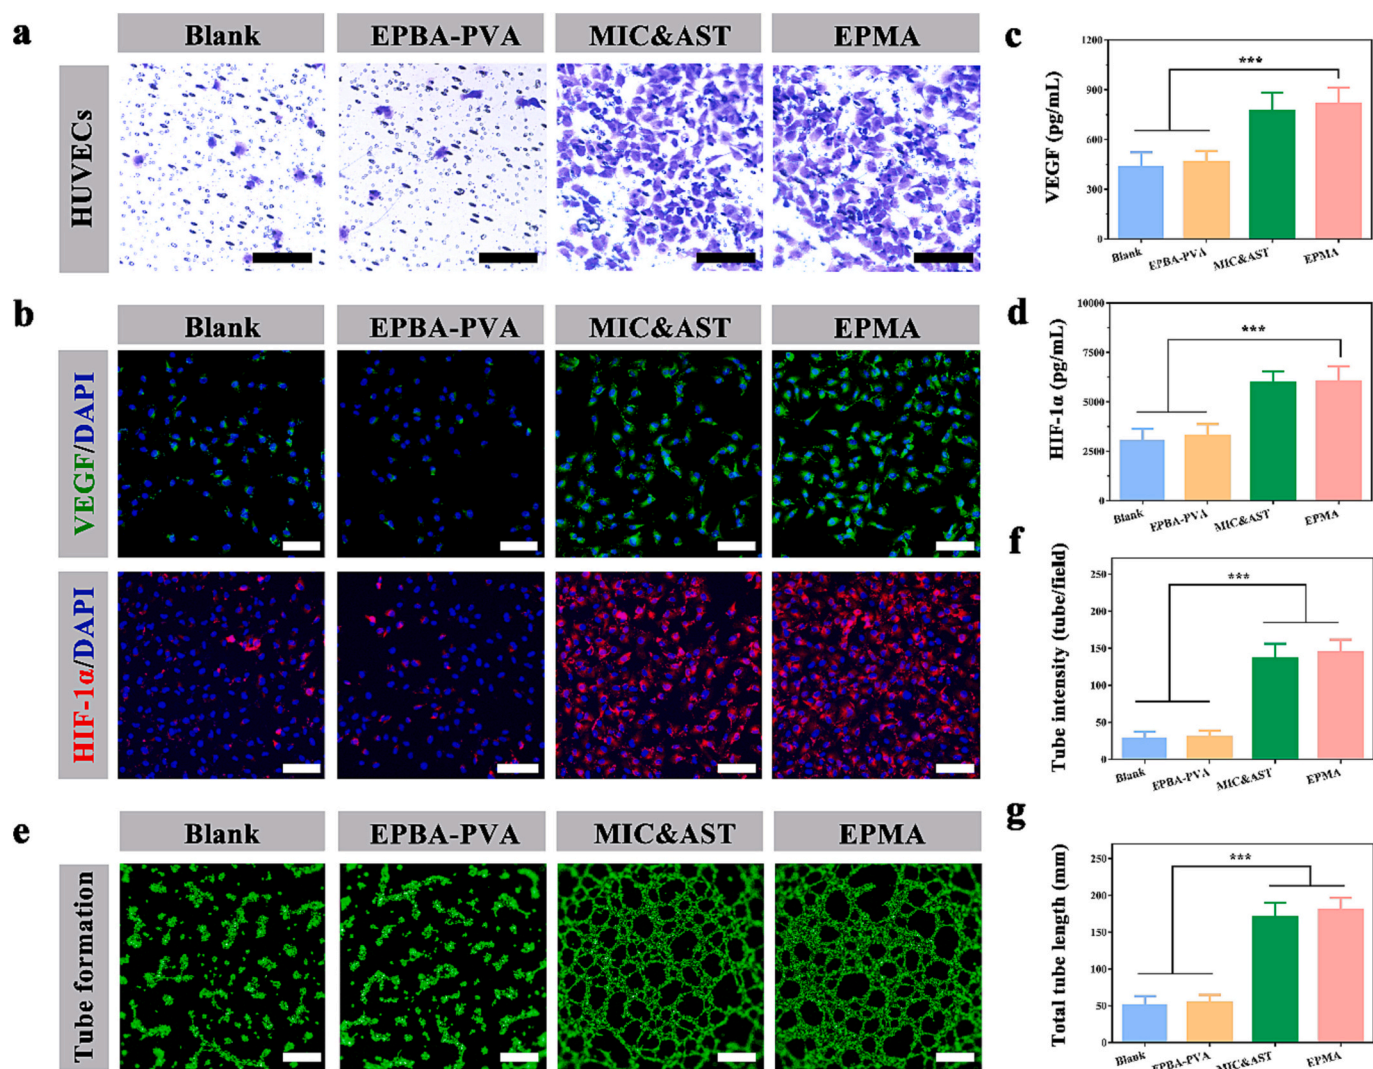 a
Blank
EPBA-PVA
MIC&AST
EPMA
HUVECs
b
Blank
EPBA-PVA
MIC&AST
EPMA
VEGF/DAPI
HIF-1α/DAPI
e
Blank
EPBA-PVA
MIC&AST
EPMA
Tube formation
c
VEGF (pg/mL)
1200
900
600
300
0
***
Blank
EPBA-PVA
MIC&AST
EPMA
d
HIF-1α (pg/mL)
10000
7500
5000
2500
0
***
Blank
EPBA-PVA
MIC&AST
EPMA
f
Tube intensity (tube/field)
250
200
150
100
50
0
***
Blank
EPBA-PVA
MIC&AST
EPMA
g
Total tube length (mm)
250
200
150
100
50
0
***
Blank
EPBA-PVA
MIC&AST
EPMA